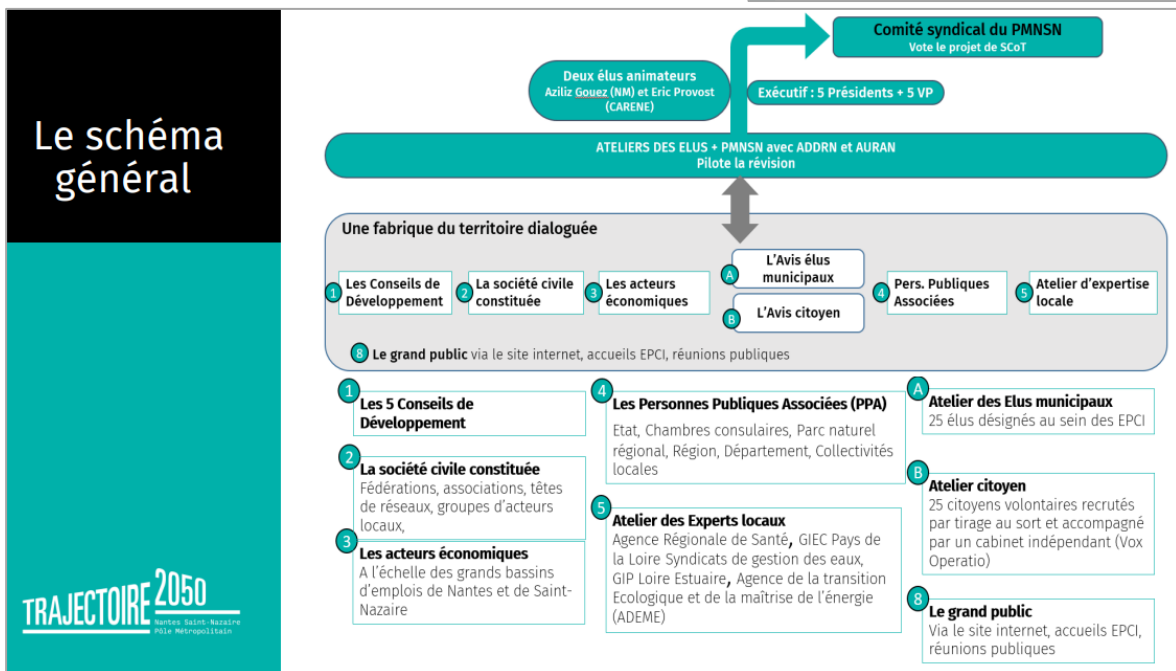 Le schéma
général
TRAJECTOIRE 2050
Nantes Saint-Nazaire
Pôle Métropolitain
Comité syndical du PMNSN
Vote le projet de SCoT
Deux élus animateurs
Aziliz Gouez (NM) et Eric Provost
(CARENE)
Exécutif : 5 Présidents + 5 VP
ATELIERS DES ELUS + PMNSN avec ADDRN et AURAN
Pilote la révision
Une fabrique du territoire dialoguée
1
Les Conseils de
Développement
2
La société civile
constituée
3
Les acteurs
économiques
A
L'Avis élus
municipaux
B
L'Avis citoyen
4
Pers. Publiques
Associées
5
Atelier d'expertise
locale
8 Le grand public via le site internet, accueils EPCI, réunions publiques
1
Les 5 Conseils de
Développement
2
La société civile constituée
Fédérations, associations, têtes
de réseaux, groupes d'acteurs
locaux,
3
Les acteurs économiques
A l'échelle des grands bassins
d'emplois de Nantes et de Saint-
Nazaire
4
Les Personnes Publiques Associées (PPA)
Etat, Chambres consulaires, Parc naturel
régional, Région, Département, Collectivités
locales
5
Atelier des Experts locaux
Agence Régionale de Santé, GIEC Pays de
la Loire Syndicats de gestion des eaux,
GIP Loire Estuaire, Agence de la transition
Ecologique et de la maîtrise de l'énergie
(ADEME)
A
Atelier des Elus municipaux
25 élus désignés au sein des EPCI
B
Atelier citoyen
25 citoyens volontaires recrutés
par tirage au sort et accompagné
par un cabinet indépendant (Vox
Operatio)
8
Le grand public
Via le site internet, accueils EPCI,
réunions publiques